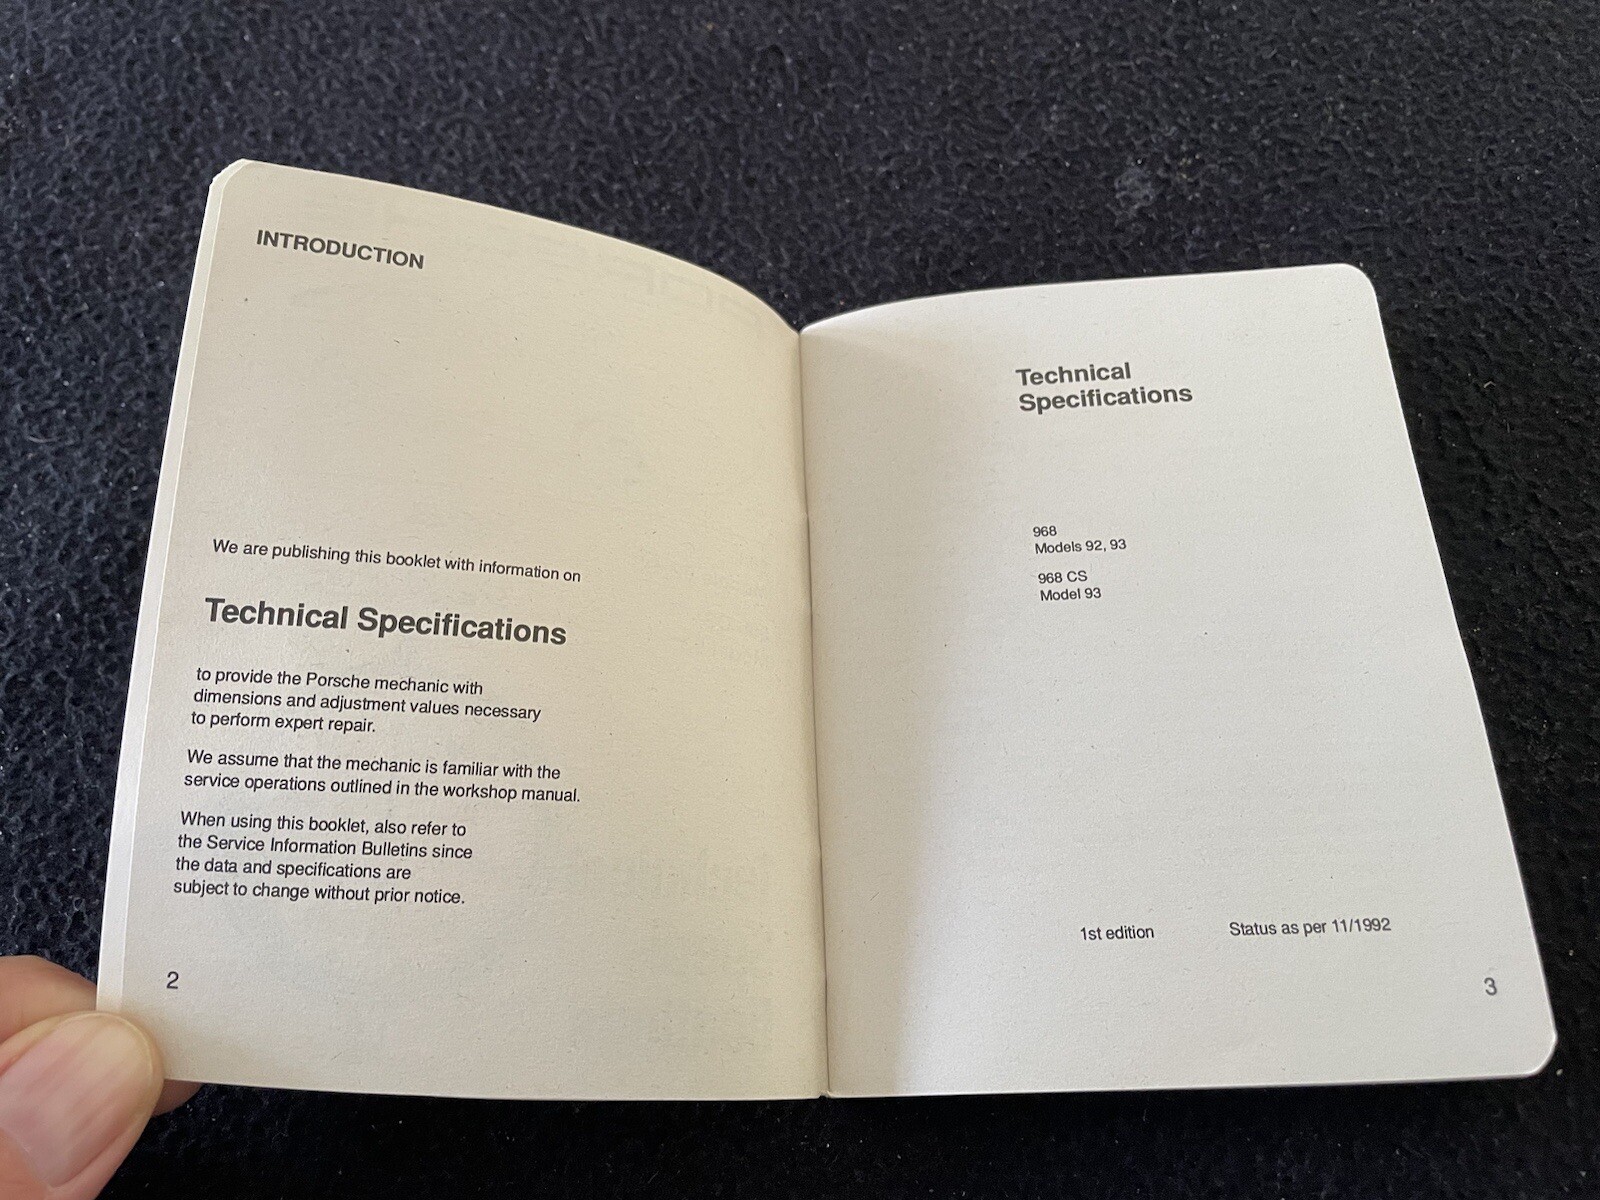 INTRODUCTION
We are publishing this booklet with information on
Technical Specifications
to provide the Porsche mechanic with
dimensions and adjustment values necessary
to perform expert repair.
We assume that the mechanic is familiar with the
service operations outlined in the workshop manual.
When using this booklet, also refer to
the Service Information Bulletins since
the data and specifications are
subject to change without prior notice.
2
Technical
Specifications
968
Models 92, 93
968 CS
Model 93
1st edition Status as per 11/1992
3